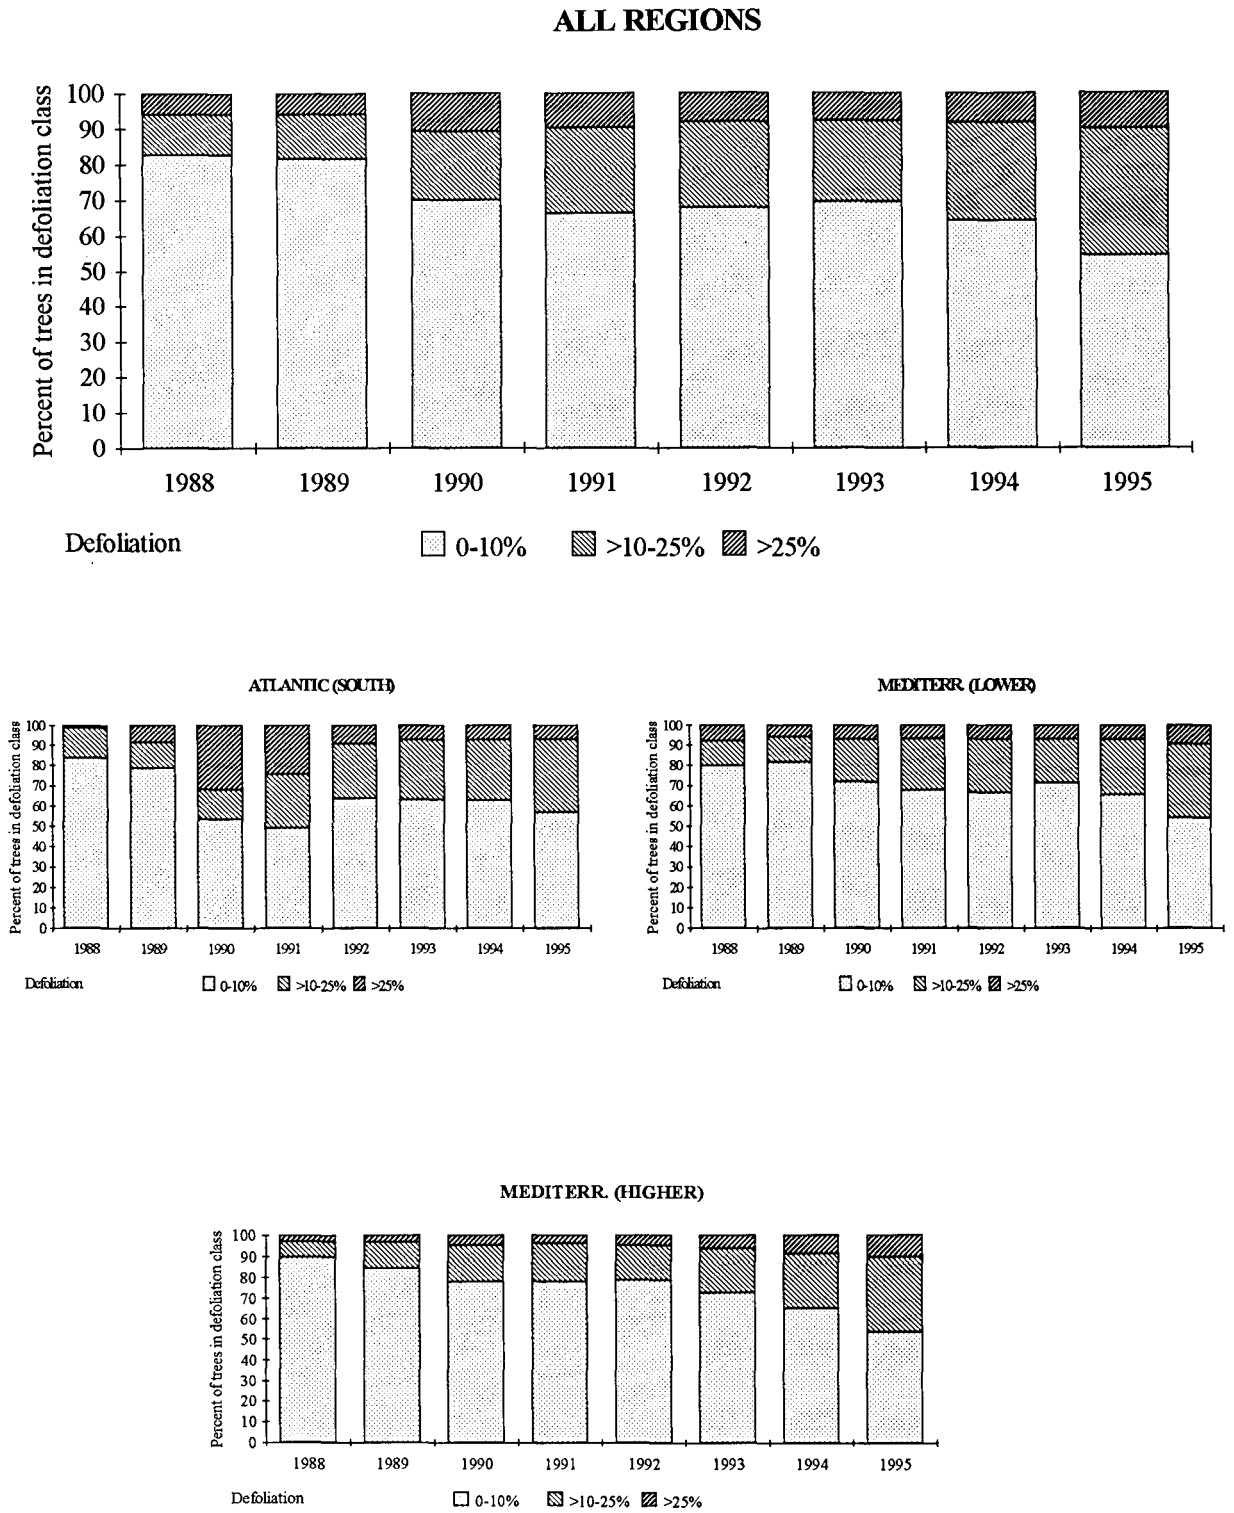 ALL REGIONS
Percent of trees in defoliation class
100
90
80
70
60
50
40
30
20
10
0
1988 1989 1990 1991 1992 1993 1994 1995
Defoliation 0-10% >10-25% >25%
ATLANTIC (SOUTH)
Percent of trees in defoliation class
100
90
80
70
60
50
40
30
20
10
0
1988 1989 1990 1991 1992 1993 1994 1995
Defoliation 0-10% >10-25% >25%
MEDITERR. (LOWER)
Percent of trees in defoliation class
100
90
80
70
60
50
40
30
20
10
0
1988 1989 1990 1991 1992 1993 1994 1995
Defoliation 0-10% >10-25% >25%
MEDITERR. (HIGHER)
Percent of trees in defoliation class
100
90
80
70
60
50
40
30
20
10
0
1988 1989 1990 1991 1992 1993 1994 1995
Defoliation 0-10% >10-25% >25%